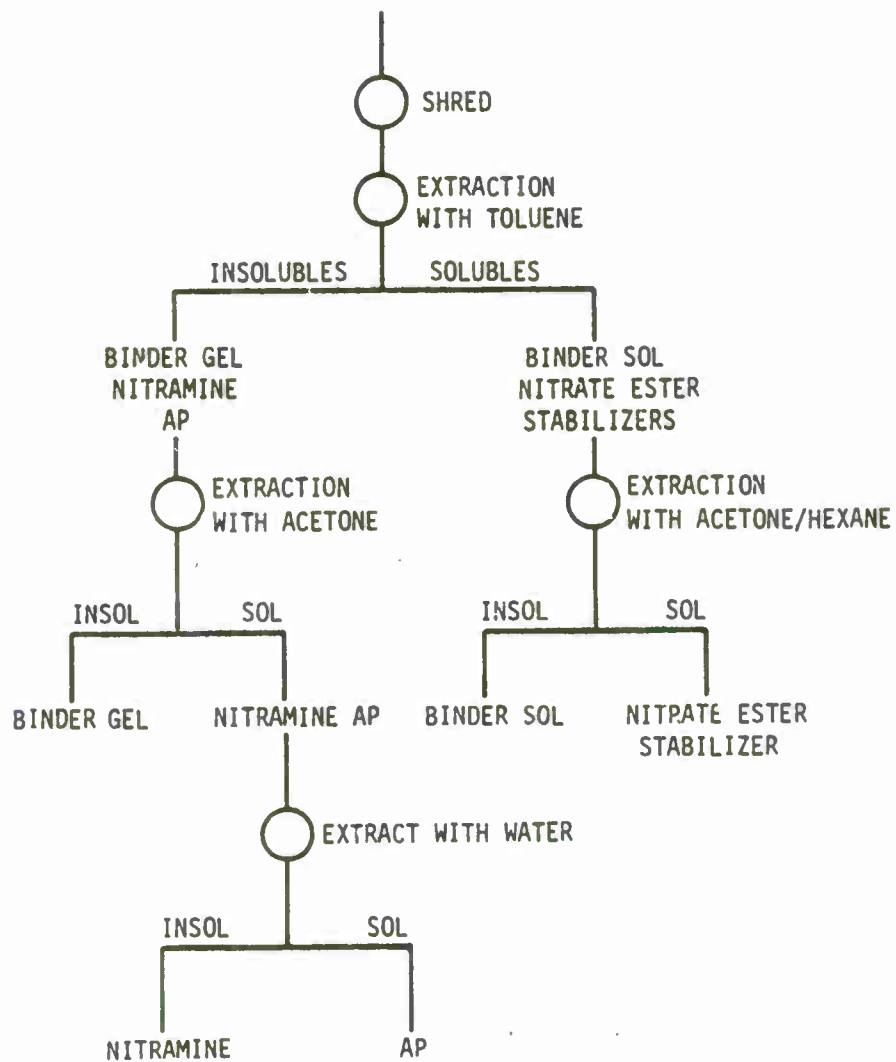 SHRED
EXTRACTION
WITH TOLUENE
INSOLUBLES SOLUBLES
BINDER GEL
NITRAMINE
AP
BINDER SOL
NITRATE ESTER
STABILIZERS
EXTRACTION
WITH ACETONE
EXTRACTION
WITH ACETONE/HEXANE
INSOL SOL
INSOL SOL
BINDER GEL
NITRAMINE AP
BINDER SOL
NITRATE ESTER
STABILIZER
EXTRACT WITH WATER
INSOL SOL
NITRAMINE
AP